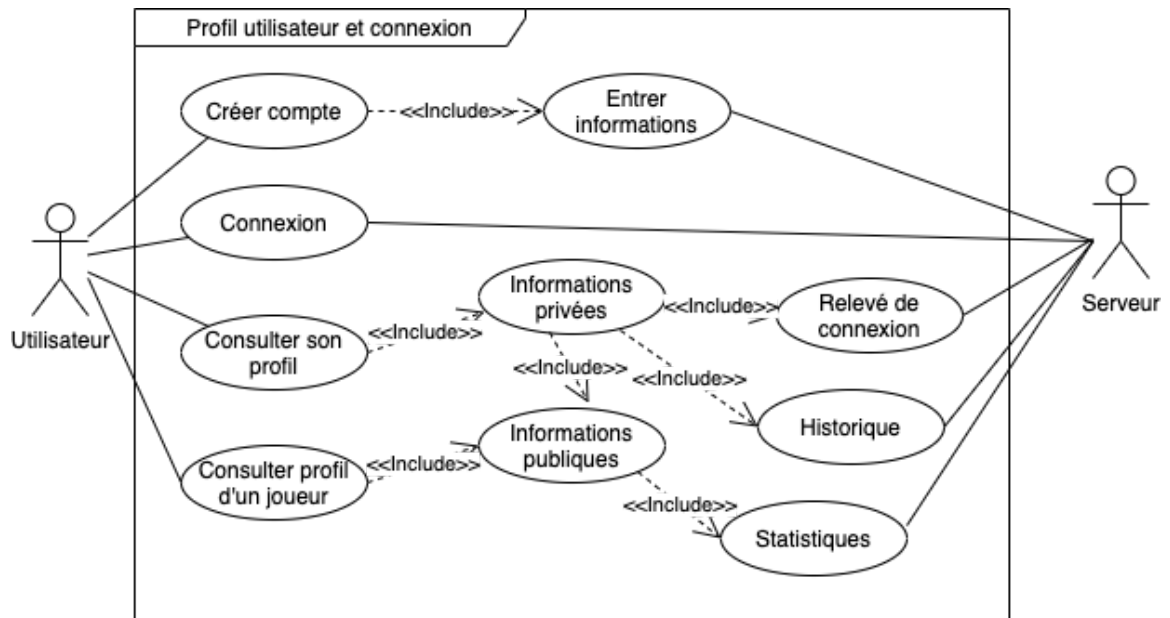 Profil utilisateur et connexion
Créer compte
<<Include>>
Entrer
informations
Connexion
Utilisateur
Serveur
Consulter son
profil
<<Include>>
Informations
privées
<<Include>>
Relevé de
connexion
<<Include>>
<<Include>>
Historique
Consulter profil
d'un joueur
<<Include>>
Informations
publiques
<<Include>>
Statistiques